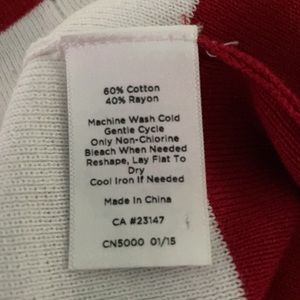 60% Cotton
40% Rayon
Machine Wash Cold
Gentle Cycle
Only Non-Chlorine
Bleach When Needed
Reshape, Lay Flat To
Dry
Cool Iron If Needed
Made In China
CA #23147
CN5000 01/15